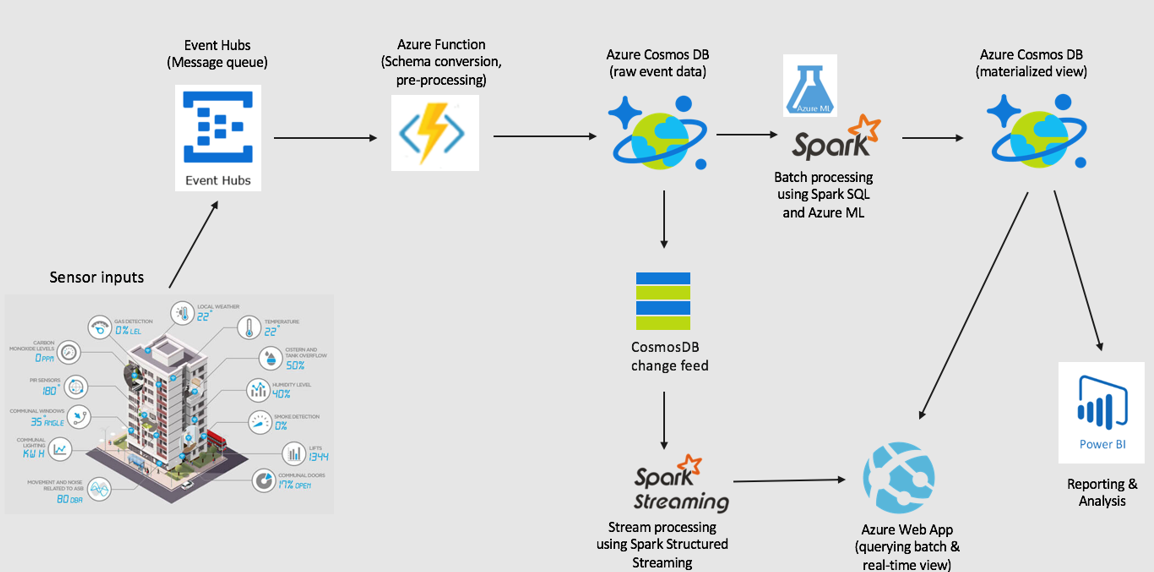 Event Hubs
(Message queue)
Event Hubs
Azure Function
(Schema conversion,
pre-processing)
Azure Cosmos DB
(raw event data)
Azure ML
Spark
Batch processing
using Spark SQL
and Azure ML
Azure Cosmos DB
(materialized view)
Sensor inputs
LOCAL WEATHER
22°
GAS DETECTION
0% LEL
TEMPERATURE
22°
CARBON
MONOXIDE LEVELS
0 PPM
CISTERN AND
TANK OVERFLOW
50%
MR SENSORS
180°
HUMIDITY LEVEL
40%
COMMUNAL WINDOWS
35° ANGLE
SMOKE DETECTION
0%
COMMUNAL
LIGHTING
KW H
LIFTS
1344
MOVEMENT AND NOISE
RELATED TO ASB
80 DBA
COMMUNAL DOORS
17% OPEN
CosmosDB
change feed
Spark
Streaming
Stream processing
using Spark Structured
Streaming
Azure Web App
(querying batch &
real-time view)
Power BI
Reporting &
Analysis